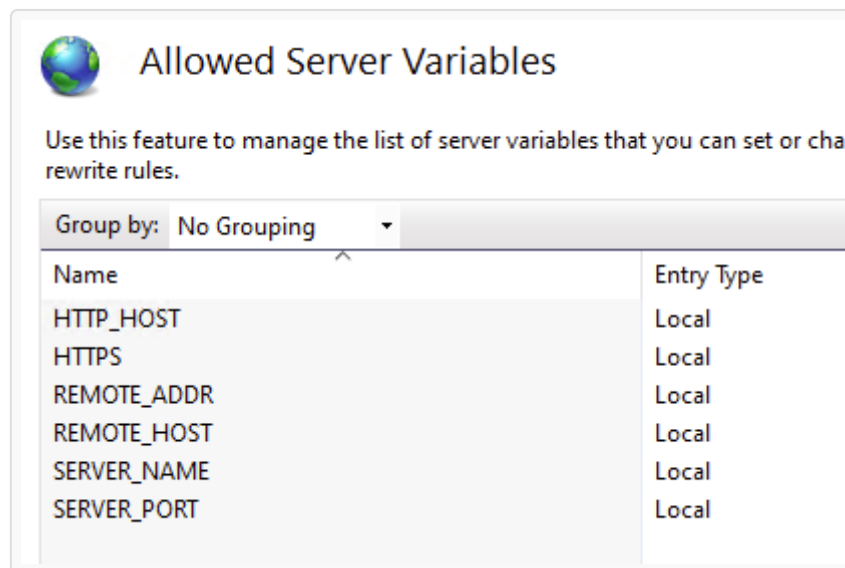 Allowed Server Variables
Use this feature to manage the list of server variables that you can set or cha
rewrite rules.
Group by: No Grouping
Name Entry Type
HTTP_HOST Local
HTTPS Local
REMOTE_ADDR Local
REMOTE_HOST Local
SERVER_NAME Local
SERVER_PORT Local